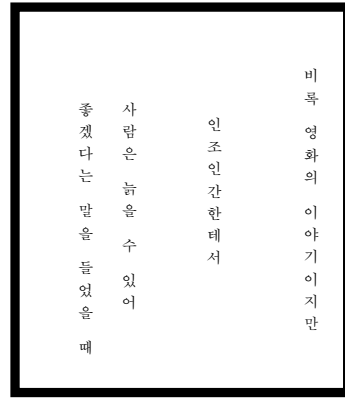 비록 영화의 이야기이지만
인조인간한테서
사람은 늙을 수 있어
좋겠다는 말을 들었을 때